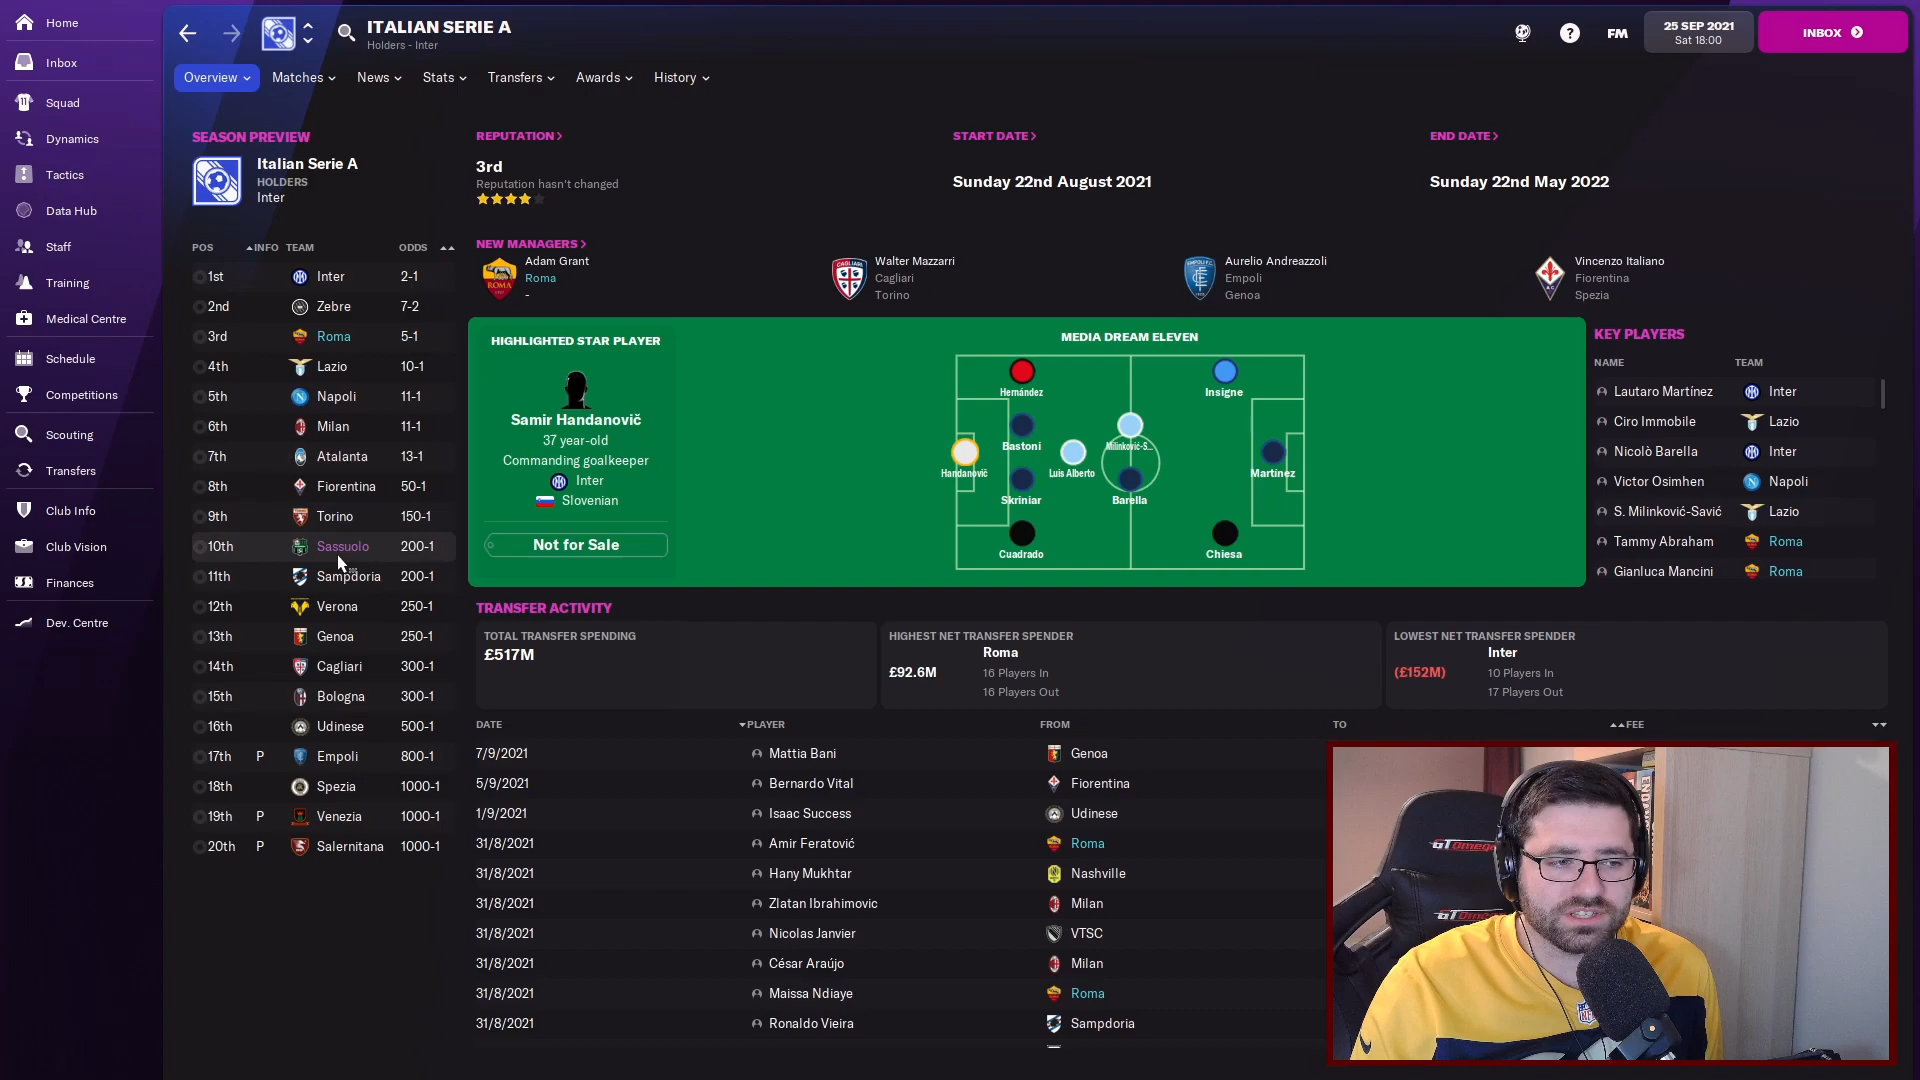 Home
Inbox
Squad
Dynamics
Tactics
Data Hub
Staff
Training
Medical Centre
Schedule
Competitions
Scouting
Transfers
Club Info
Club Vision
Finances
Dev. Centre
ITALIAN SERIE A
Holders - Inter
FM
25 SEP 2021
Sat 18:00
INBOX
Overview Matches News Stats Transfers Awards History
SEASON PREVIEW
Italian Serie A
HOLDERS
Inter
REPUTATION
3rd
Reputation hasn't changed
START DATE
Sunday 22nd August 2021
END DATE
Sunday 22nd May 2022
POS INFO TEAM ODDS
1st Inter 2-1
2nd Zebre 7-2
3rd Roma 5-1
4th Lazio 10-1
5th Napoli 11-1
6th Milan 11-1
7th Atalanta 13-1
8th Fiorentina 50-1
9th Torino 150-1
10th Sassuolo 200-1
11th Sampdoria 200-1
12th Verona 250-1
13th Genoa 250-1
14th Cagliari 300-1
15th Bologna 300-1
16th Udinese 500-1
17th P Empoli 800-1
18th Spezia 1000-1
19th P Venezia 1000-1
20th P Salernitana 1000-1
NEW MANAGERS
Adam Grant
Roma
-
Walter Mazzarri
Cagliari
Torino
Aurelio Andreazzoli
Empoli
Genoa
Vincenzo Italiano
Fiorentina
Spezia
HIGHLIGHTED STAR PLAYER
Samir Handanovič
37 year-old
Commanding goalkeeper
Inter
Slovenian
Not for Sale
MEDIA DREAM ELEVEN
Hernández
Insigne
Bastoni
Milinković-S...
Handanovič
Luis Alberto
Martínez
Skriniar
Barella
Cuadrado
Chiesa
KEY PLAYERS
NAME TEAM
Lautaro Martínez Inter
Ciro Immobile Lazio
Nicolò Barella Inter
Victor Osimhen Napoli
S. Milinković-Savić Lazio
Tammy Abraham Roma
Gianluca Mancini Roma
TRANSFER ACTIVITY
TOTAL TRANSFER SPENDING
£517M
HIGHEST NET TRANSFER SPENDER
Roma
£92.6M
16 Players In
16 Players Out
LOWEST NET TRANSFER SPENDER
Inter
(£152M)
10 Players In
17 Players Out
DATE PLAYER FROM TO FEE
7/9/2021 Mattia Bani Genoa
5/9/2021 Bernardo Vital Fiorentina
1/9/2021 Isaac Success Udinese
31/8/2021 Amir Feratović Roma
31/8/2021 Hany Mukhtar Nashville
31/8/2021 Zlatan Ibrahimovic Milan
31/8/2021 Nicolas Janvier VTSC
31/8/2021 César Araújo Milan
31/8/2021 Maissa Ndiaye Roma
31/8/2021 Ronaldo Vieira Sampdoria
GT Omega
GT Omega
NFL